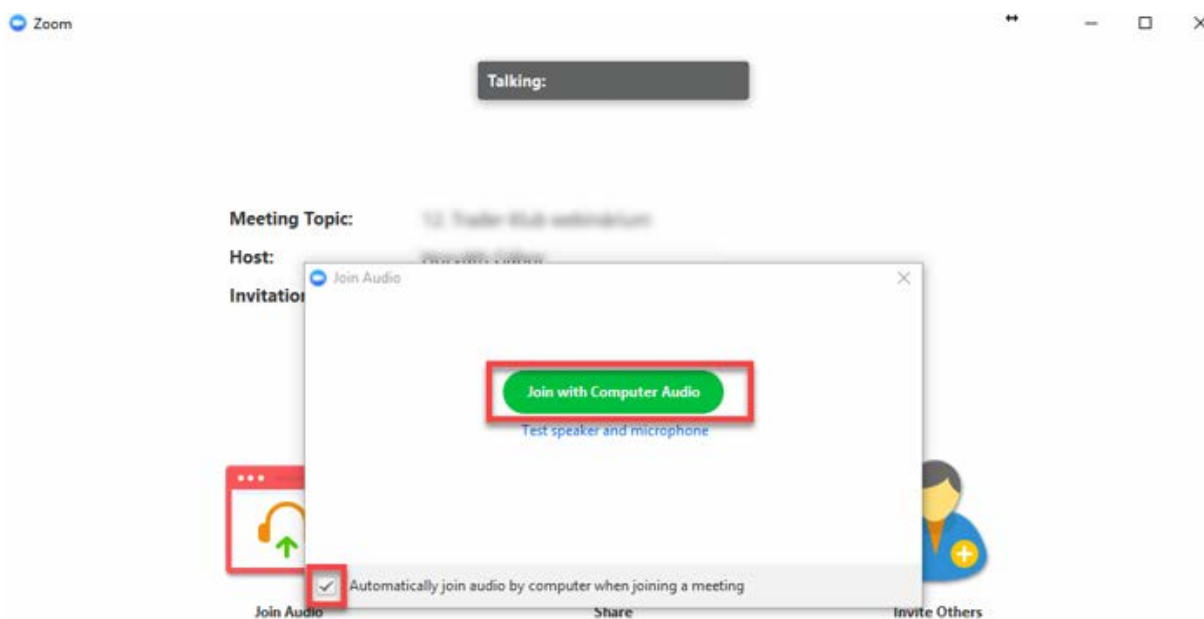 Zoom
Talking:
Meeting Topic:
Host:
Invitation
Join Audio
Join with Computer Audio
Test speaker and microphone
Automatically join audio by computer when joining a meeting
Join Audio
Share
Invite Others